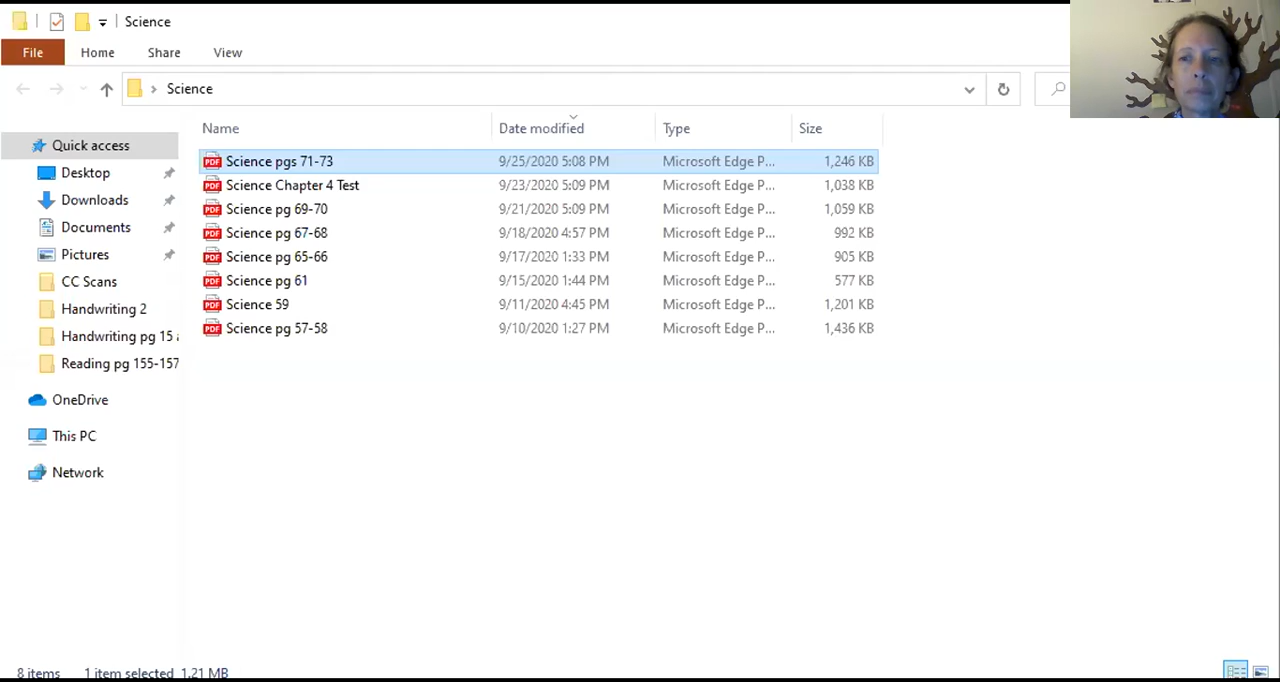 Science
File Home Share View
Science
Name Date modified Type Size
Quick access
Science pgs 71-73 9/25/2020 5:08 PM Microsoft Edge P... 1,246 KB
Desktop
Science Chapter 4 Test 9/23/2020 5:09 PM Microsoft Edge P... 1,038 KB
Downloads
Science pg 69-70 9/21/2020 5:09 PM Microsoft Edge P... 1,059 KB
Documents
Science pg 67-68 9/18/2020 4:57 PM Microsoft Edge P... 992 KB
Pictures
Science pg 65-66 9/17/2020 1:33 PM Microsoft Edge P... 905 KB
CC Scans
Science pg 61 9/15/2020 1:44 PM Microsoft Edge P... 577 KB
Handwriting 2
Science 59 9/11/2020 4:45 PM Microsoft Edge P... 1,201 KB
Handwriting pg 15
Science pg 57-58 9/10/2020 1:27 PM Microsoft Edge P... 1,436 KB
Reading pg 155-157
OneDrive
This PC
Network
8 items 1 item selected 1.21 MB